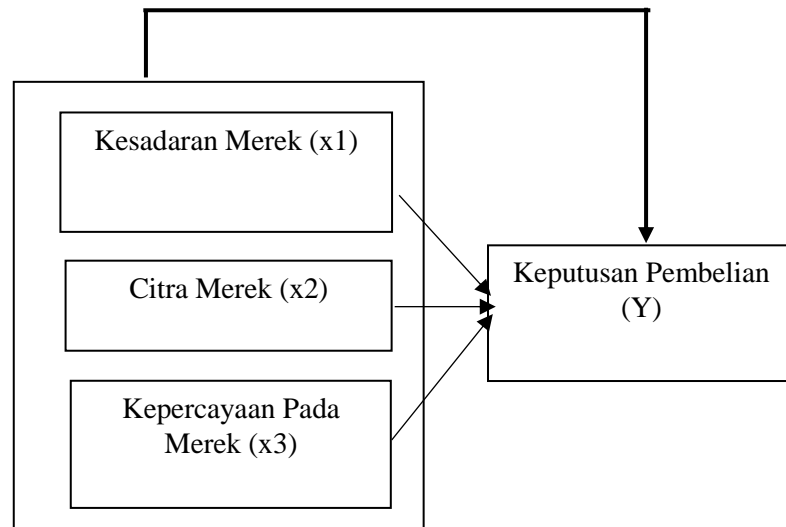 Kesadaran Merek (x1)
Citra Merek (x2)
Kepercayaan Pada
Merek (x3)
Keputusan Pembelian
(Y)